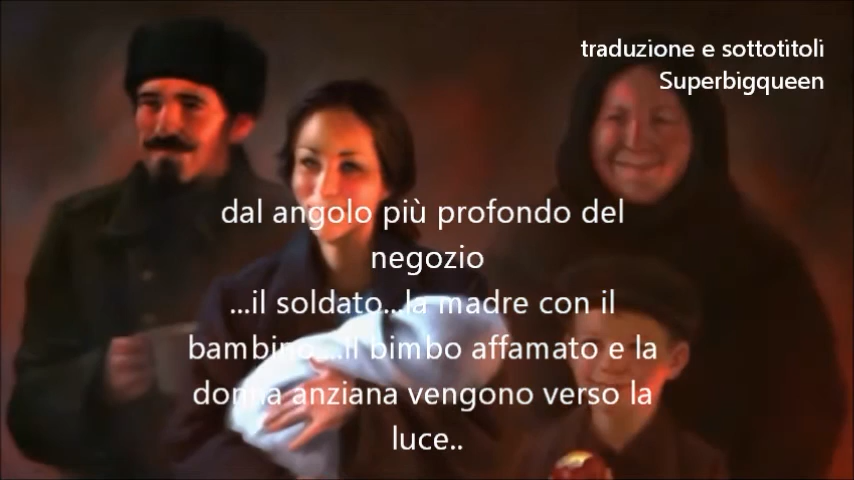 traduzione e sottotitoli
Superbigqueen
dal angolo più profondo del
negozio
...il soldato...la madre con il
bambino....il bimbo affamato e la
donna anziana vengono verso la
luce..